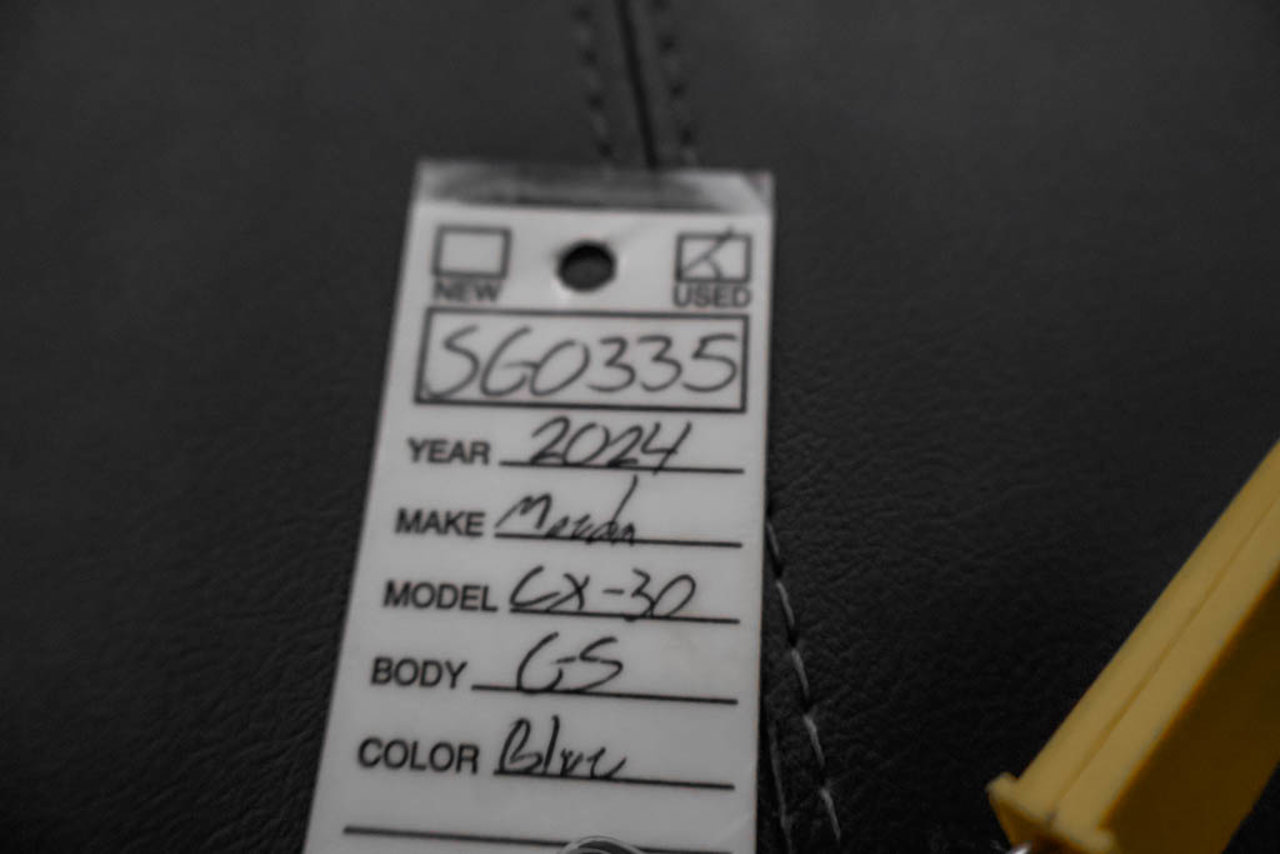 NEW USED
SG0335
YEAR 2024
MAKE Mazda
MODEL CX-30
BODY GS
COLOR Blue